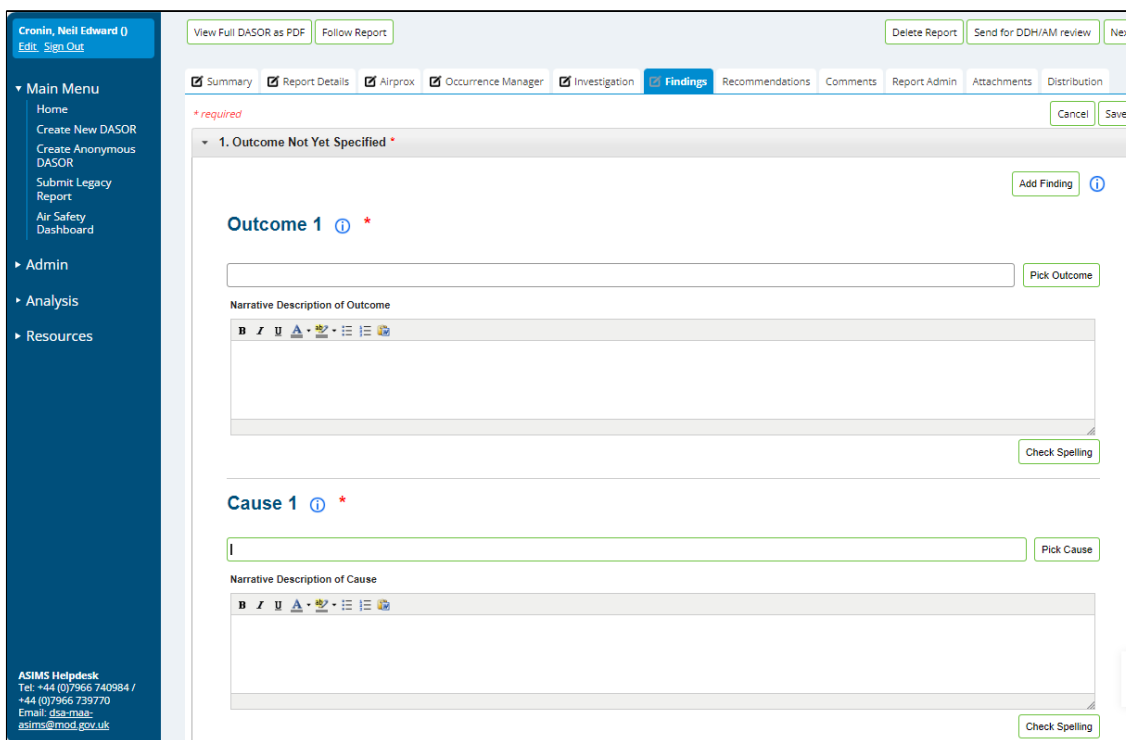 Cronin, Neil Edward ()
Edit Sign Out
Main Menu
Home
Create New DASOR
Create Anonymous
DASOR
Submit Legacy
Report
Air Safety
Dashboard
Admin
Analysis
Resources
ASIMS Helpdesk
Tel: +44 (0)7966 740984 /
+44 (0)7966 739770
Email: dsa-maa-
asims@mod.gov.uk
View Full DASOR as PDF Follow Report Delete Report Send for DDH/AM review Nex
Summary Report Details Airprox Occurrence Manager Investigation Findings Recommendations Comments Report Admin Attachments Distribution
* required Cancel Save
1. Outcome Not Yet Specified *
Add Finding
Outcome 1 *
Pick Outcome
Narrative Description of Outcome
B I U A ab
Check Spelling
Cause 1 *
Pick Cause
Narrative Description of Cause
B I U A ab
Check Spelling